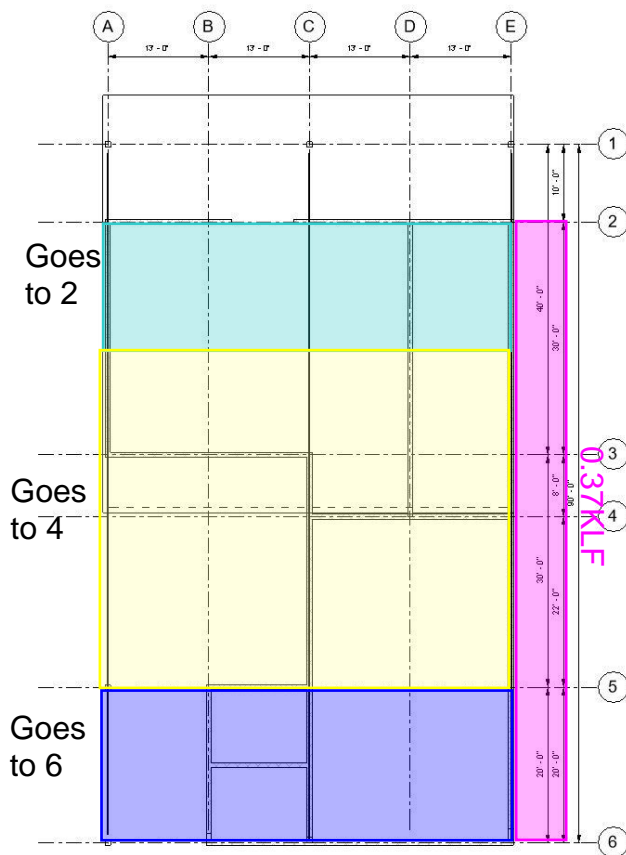 A B C D E
13' - 0" 13' - 0" 13' - 0" 13' - 0"
1
10' - 0"
2
Goes
to 2
40' - 0"
30' - 0"
3
0.37KLF
8' - 0"
90' - 0"
Goes
to 4
4
30' - 0"
22' - 0"
5
Goes
to 6
20' - 0" 20' - 0"
6